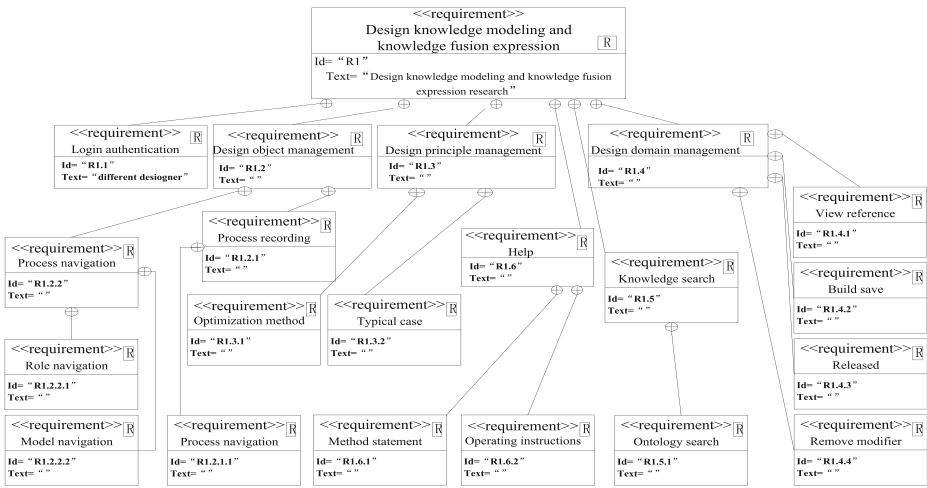 <<requirement>>
Design knowledge modeling and
knowledge fusion expression
R
Id= “R1”
Text= “Design knowledge modeling and knowledge fusion
expression research”
<<requirement>> R
Login authentication
Id= “R1.1”
Text= “different desiogner”
<<requirement>> R
Design object management
Id= “R1.2”
Text= “ ”
<<requirement>> R
Design principle management
Id= “R1.3”
Text= “ ”
<<requirement>> R
Design domain management
Id= “R1.4”
Text= “ ”
<<requirement>> R
View reference
Id= “R1.4.1”
Text= “ ”
<<requirement>> R
Process recording
Id= “R1.2.1”
Text= “ ”
<<requirement>> R
Process navigation
Id= “R1.2.2”
Text= “ ”
<<requirement>> R
Help
Id= “R1.6”
Text= “ ”
<<requirement>> R
Knowledge search
Id= “R1.5”
Text= “ ”
<<requirement>> R
Build save
Id= “R1.4.2”
Text= “ ”
<<requirement>> R
Optimization method
Id= “R1.3.1”
Text= “ ”
<<requirement>> R
Typical case
Id= “R1.3.2”
Text= “ ”
<<requirement>> R
Role navigation
Id= “R1.2.2.1”
Text= “ ”
<<requirement>> R
Released
Id= “R1.4.3”
Text= “ ”
<<requirement>> R
Model navigation
Id= “R1.2.2.2”
Text= “ ”
<<requirement>> R
Process navigation
Id= “R1.2.1.1”
Text= “ ”
<<requirement>> R
Method statement
Id= “R1.6.1”
Text= “ ”
<<requirement>> R
Operating instructions
Id= “R1.6.2”
Text= “ ”
<<requirement>> R
Ontology search
Id= “R1.5.1”
Text= “ ”
<<requirement>> R
Remove modifier
Id= “R1.4.4”
Text= “ ”